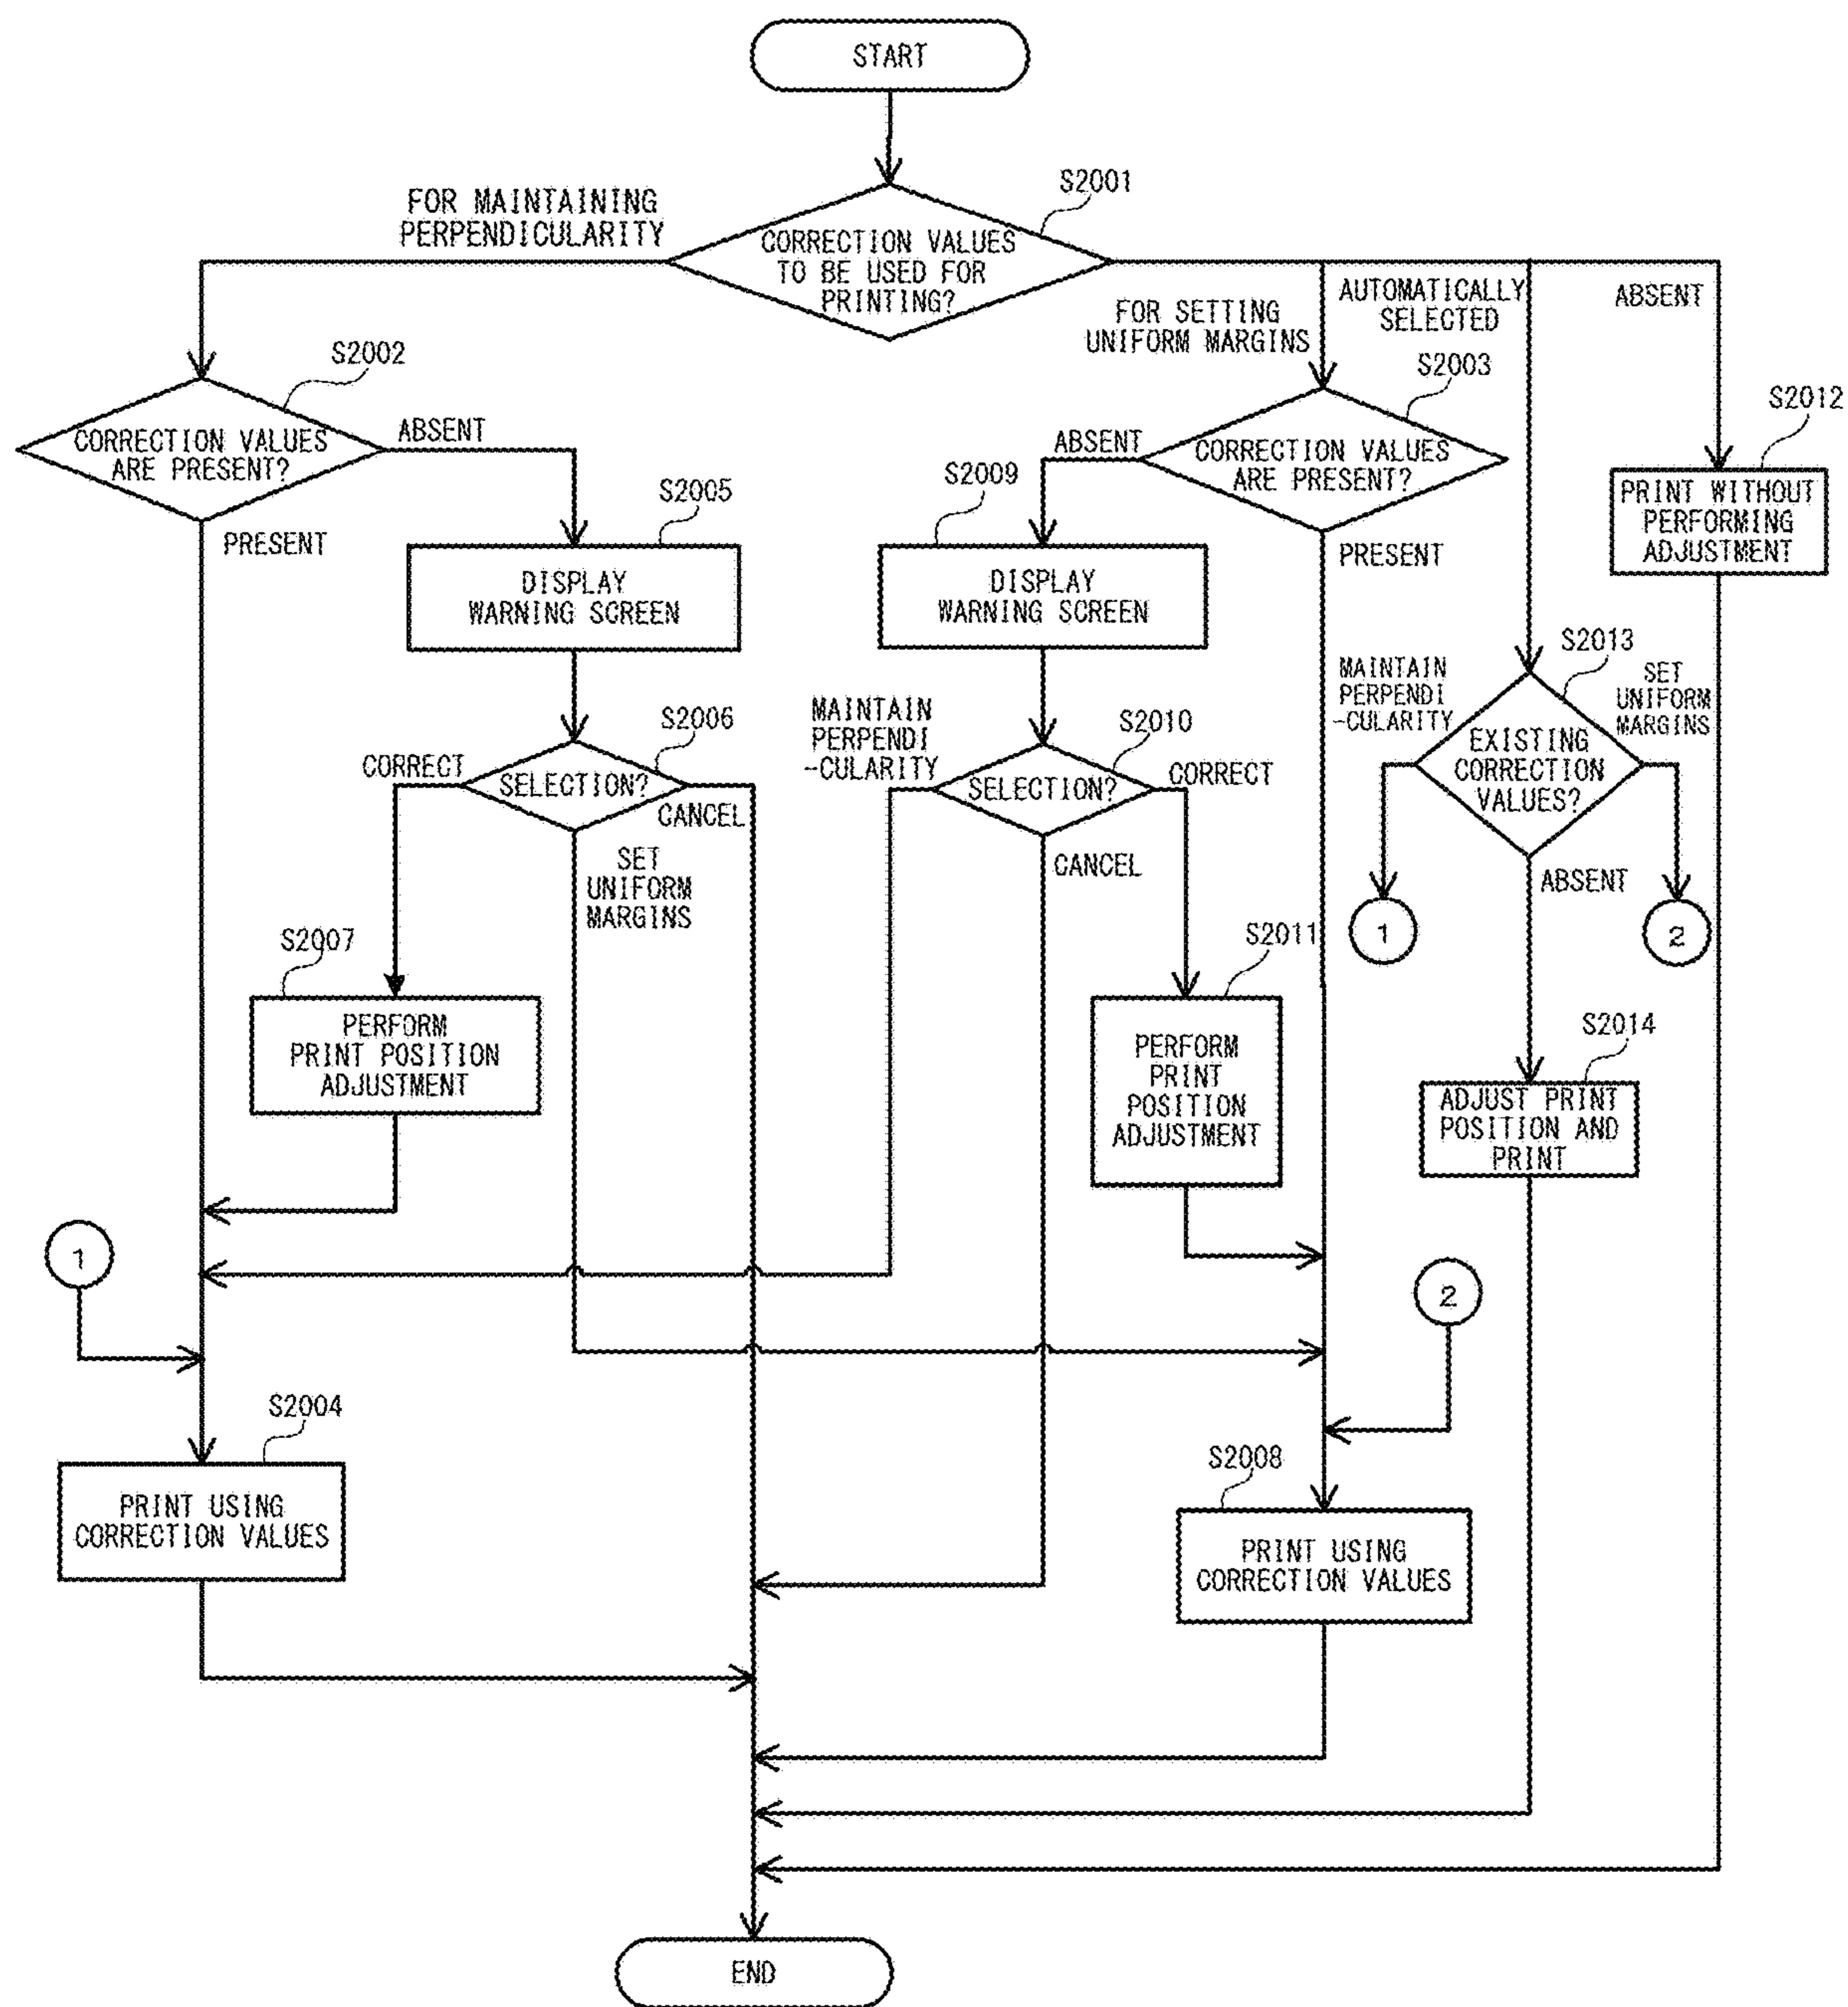 START
S2001
FOR MAINTAINING
PERPENDICULARITY
CORRECTION VALUES
TO BE USED FOR
PRINTING?
FOR SETTING
UNIFORM MARGINS
AUTOMATICALLY
SELECTED
ABSENT
S2002
CORRECTION VALUES
ARE PRESENT?
ABSENT
PRESENT
S2003
CORRECTION VALUES
ARE PRESENT?
ABSENT
PRESENT
S2012
PRINT WITHOUT
PERFORMING
ADJUSTMENT
S2005
DISPLAY
WARNING SCREEN
S2009
DISPLAY
WARNING SCREEN
S2013
MAINTAIN
PERPENDI
-CULARITY
SET
UNIFORM
MARGINS
EXISTING
CORRECTION
VALUES?
ABSENT
1
2
S2006
CORRECT
SELECTION?
CANCEL
SET
UNIFORM
MARGINS
MAINTAIN
PERPENDI
-CULARITY
S2010
SELECTION?
CORRECT
CANCEL
S2007
PERFORM
PRINT POSITION
ADJUSTMENT
S2011
PERFORM
PRINT
POSITION
ADJUSTMENT
S2014
ADJUST PRINT
POSITION AND
PRINT
1
2
S2004
PRINT USING
CORRECTION VALUES
S2008
PRINT USING
CORRECTION VALUES
END